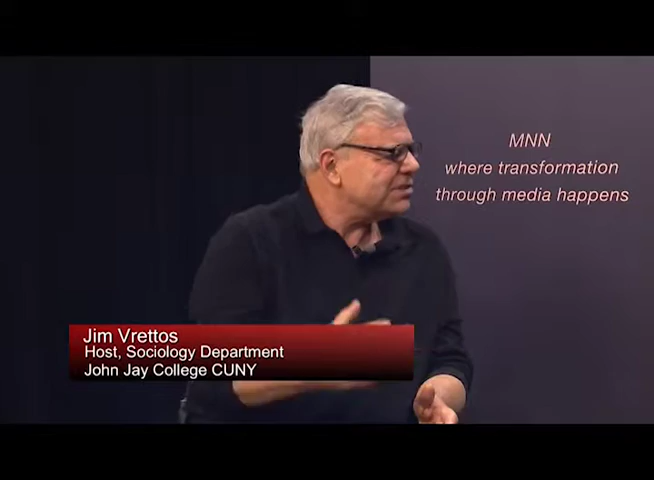 MNN
where transformation
through media happens
Jim Vrettos
Host, Sociology Department
John Jay College CUNY